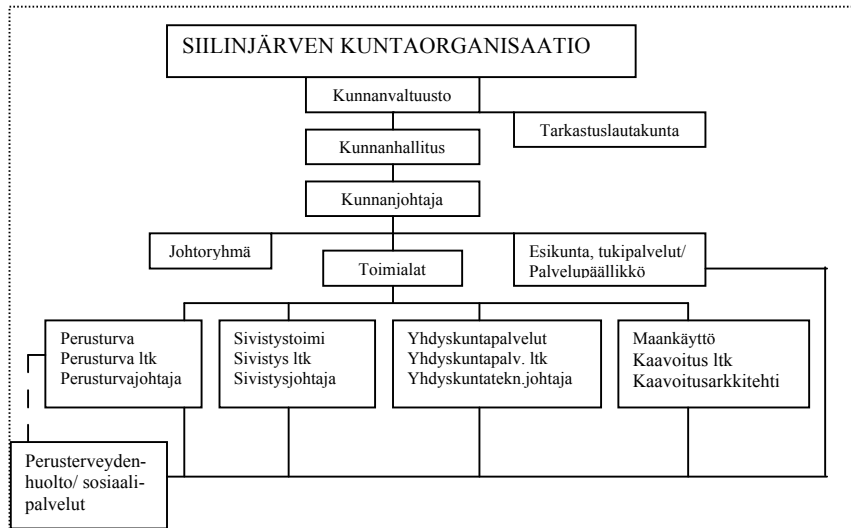 SIILINJÄRVEN KUNTAORGANISAATIO
Kunnanvaltuusto
Tarkastuslautakunta
Kunnanhallitus
Kunnanjohtaja
Johtoryhmä
Esikunta, tukipalvelut/
Palvelupäällikkö
Toimialat
Perusturva
Perusturva ltk
Perusturvajohtaja
Sivistystoimi
Sivistys ltk
Sivistysjohtaja
Yhdyskuntapalvelut
Yhdyskuntapalv. ltk
Yhdyskuntatekn.johtaja
Maankäyttö
Kaavoitus ltk
Kaavoitusarkkitehti
Perusterveyden-
huolto/ sosiaali-
palvelut